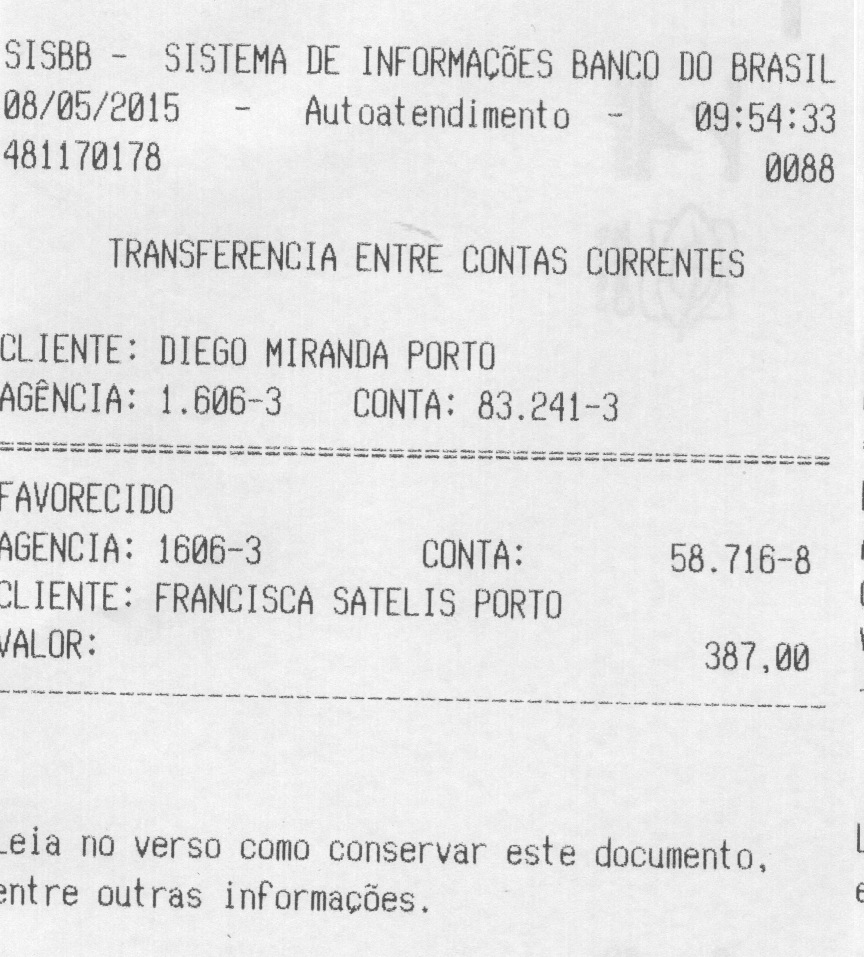 SISBB - SISTEMA DE INFORMAÇÕES BANCO DO BRASIL
08/05/2015 - Autoatendimento - 09:54:33
481170178 0088
TRANSFERENCIA ENTRE CONTAS CORRENTES
CLIENTE: DIEGO MIRANDA PORTO
AGÊNCIA: 1.606-3 CONTA: 83.241-3
FAVORECIDO
AGENCIA: 1606-3 CONTA: 58.716-8
CLIENTE: FRANCISCA SATELIS PORTO
VALOR: 387,00
Leia no verso como conservar este documento,
entre outras informações.